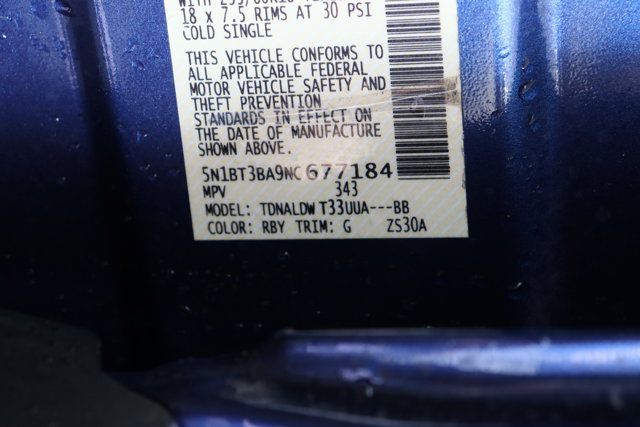 18 x 7.5 RIMS AT 30 PSI
COLD SINGLE
THIS VEHICLE CONFORMS TO
ALL APPLICABLE FEDERAL
MOTOR VEHICLE SAFETY AND
THEFT PREVENTION
STANDARDS IN EFFECT ON
THE DATE OF MANUFACTURE
SHOWN ABOVE.
5N1BT3BA9NC677184
MPV 343
MODEL: TDNALDW T33UUA---BB
COLOR: RBY TRIM: G ZS30A